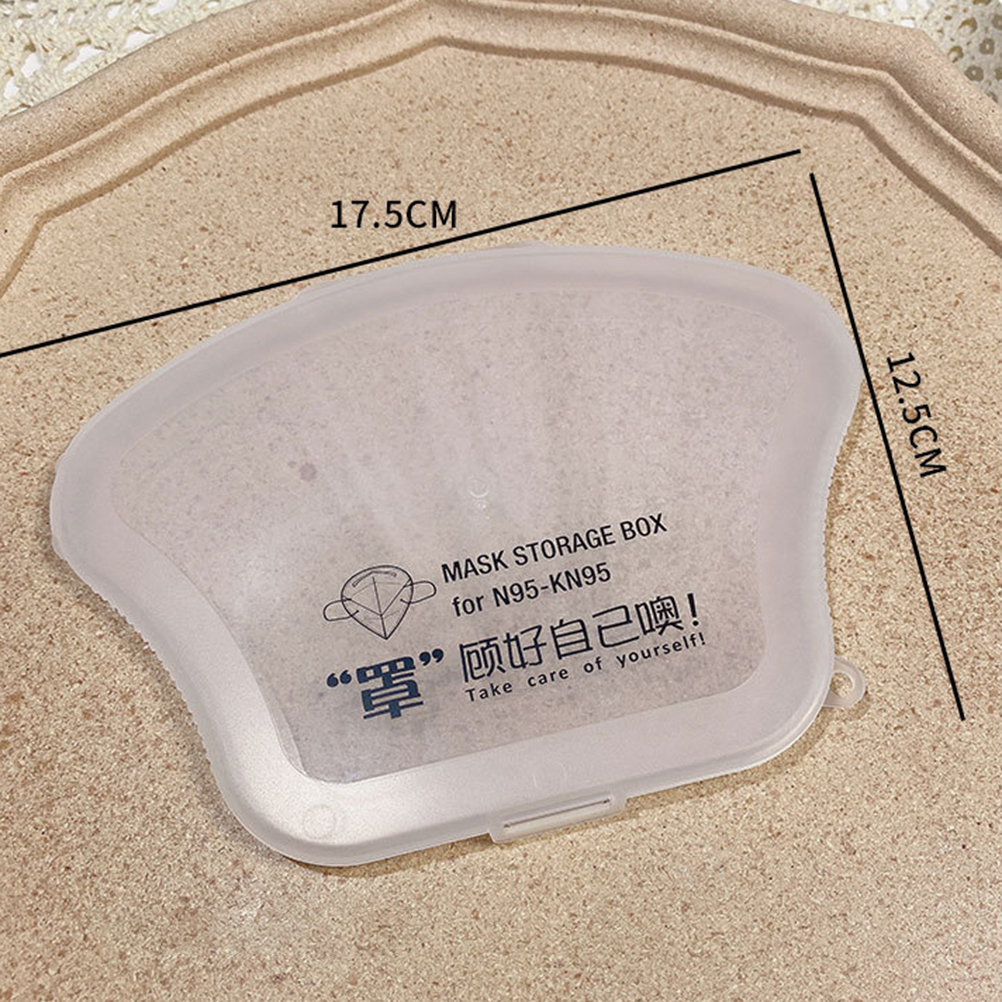 17.5CM
12.5CM
MASK STORAGE BOX
for N95-KN95
“罩”顾好自己噢!
Take care of yourself!